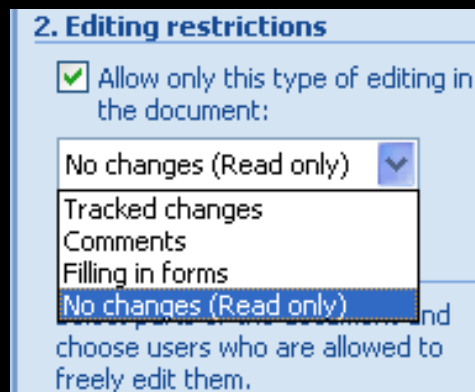 2. Editing restrictions
Allow only this type of editing in
the document:
No changes (Read only)
Tracked changes
Comments
Filling in forms
No changes (Read only)
and
choose users who are allowed to
freely edit them.